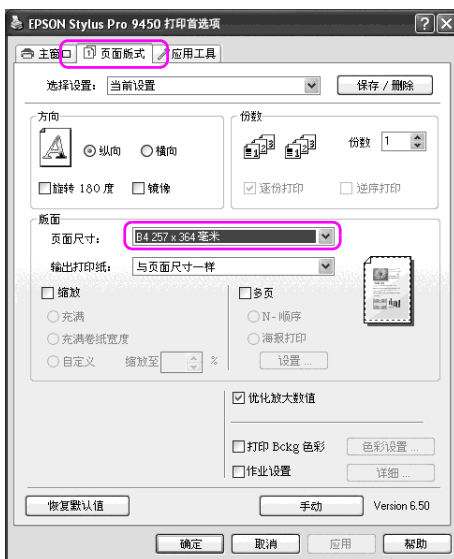 EPSON Stylus Pro 9450 打印首选项
主窗口 页面版式 应用工具
选择设置： 当前设置 保存 / 删除
方向 份数
纵向 横向 份数 1
旋转 180 度 镜像 逐份打印 逆序打印
版面
页面尺寸： B4 257 x 364 毫米
输出打印纸： 与页面尺寸一样
缩放 多页
充满 N- 顺序
充满卷纸宽度 海报打印
自定义 缩放至 % 设置 ...
优化放大数值
打印 Bckg 色彩 色彩设置 ...
作业设置 详细 ...
恢复默认值 手动 Version 6.50
确定 取消 应用 帮助